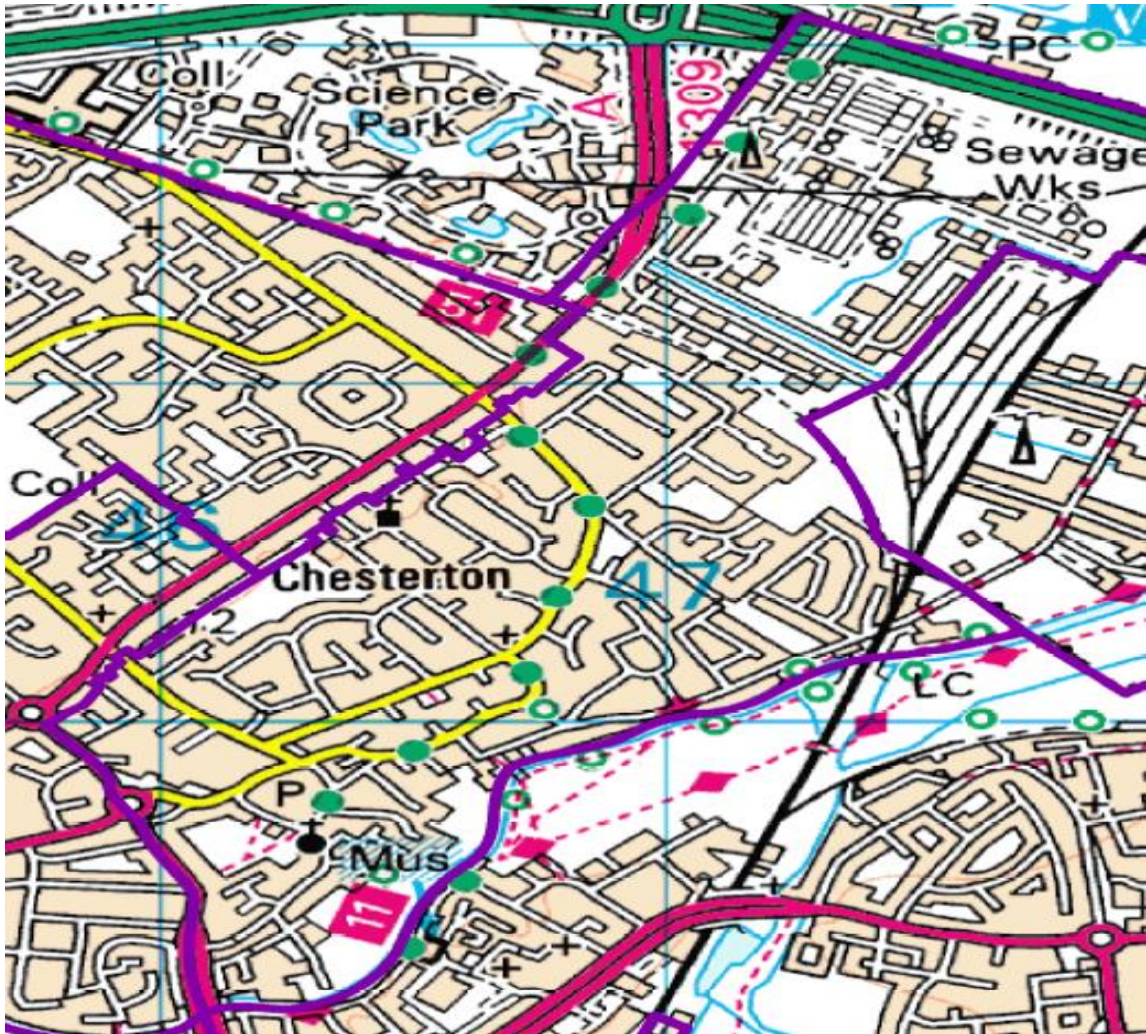 Coll
Science
Park
A
1309
PC
Sewage
Wks
Coll
46
Chesterton
47
LC
P
Mus
11